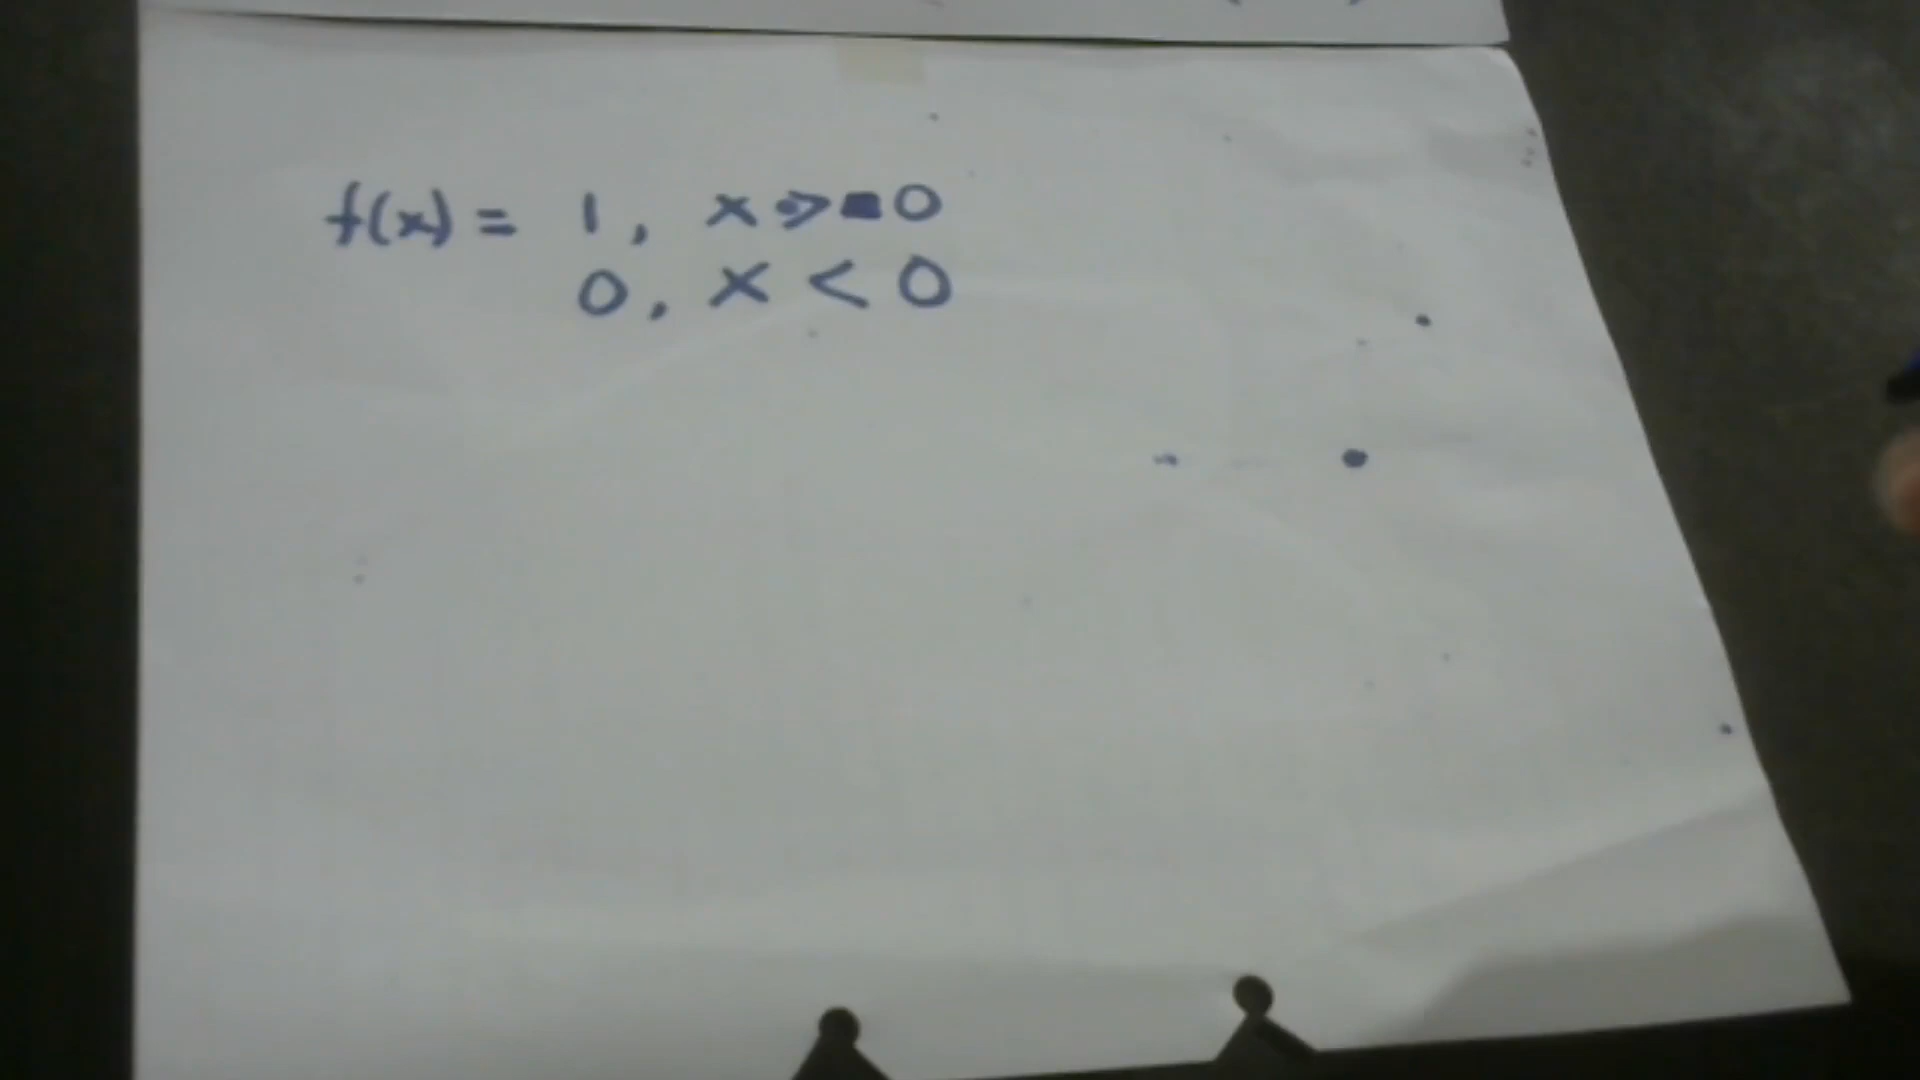 f(x) = 1, x > 0
0, x < 0